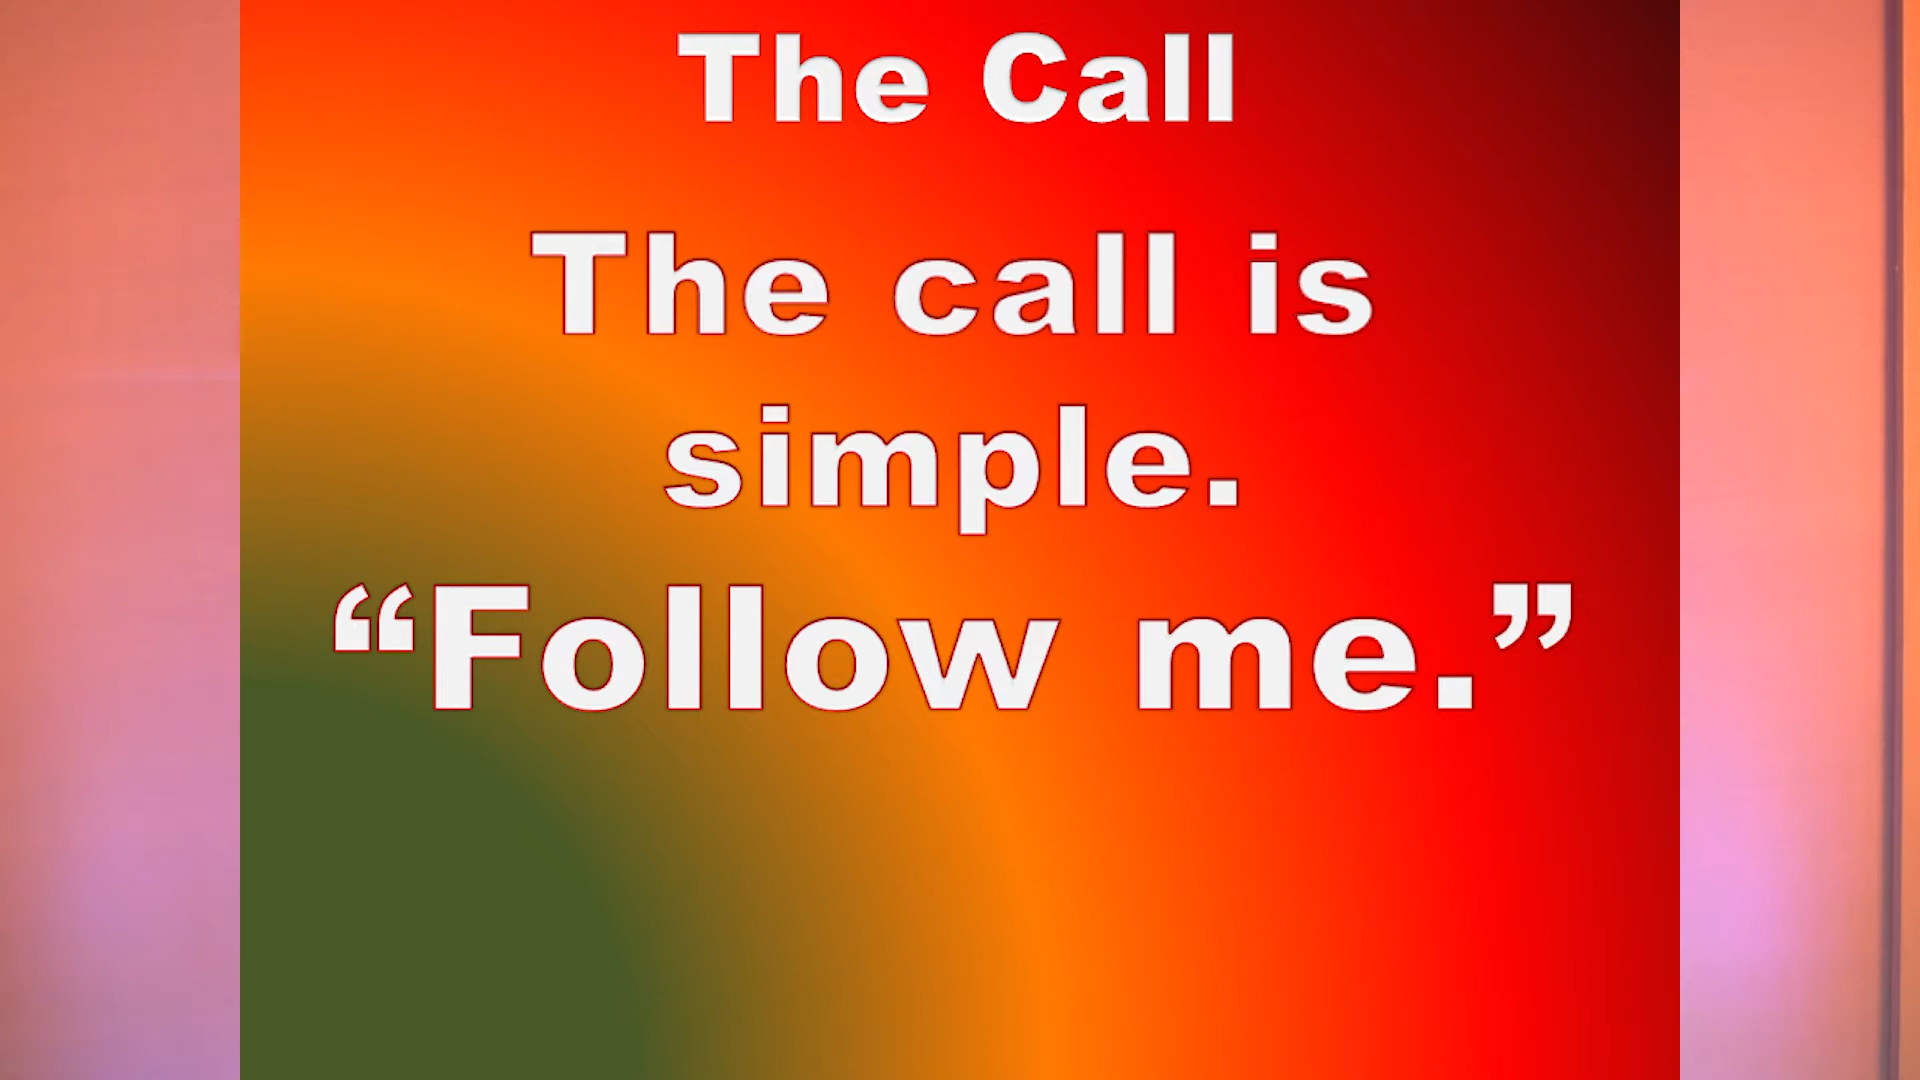 The Call
The call is
simple.
“Follow me.”